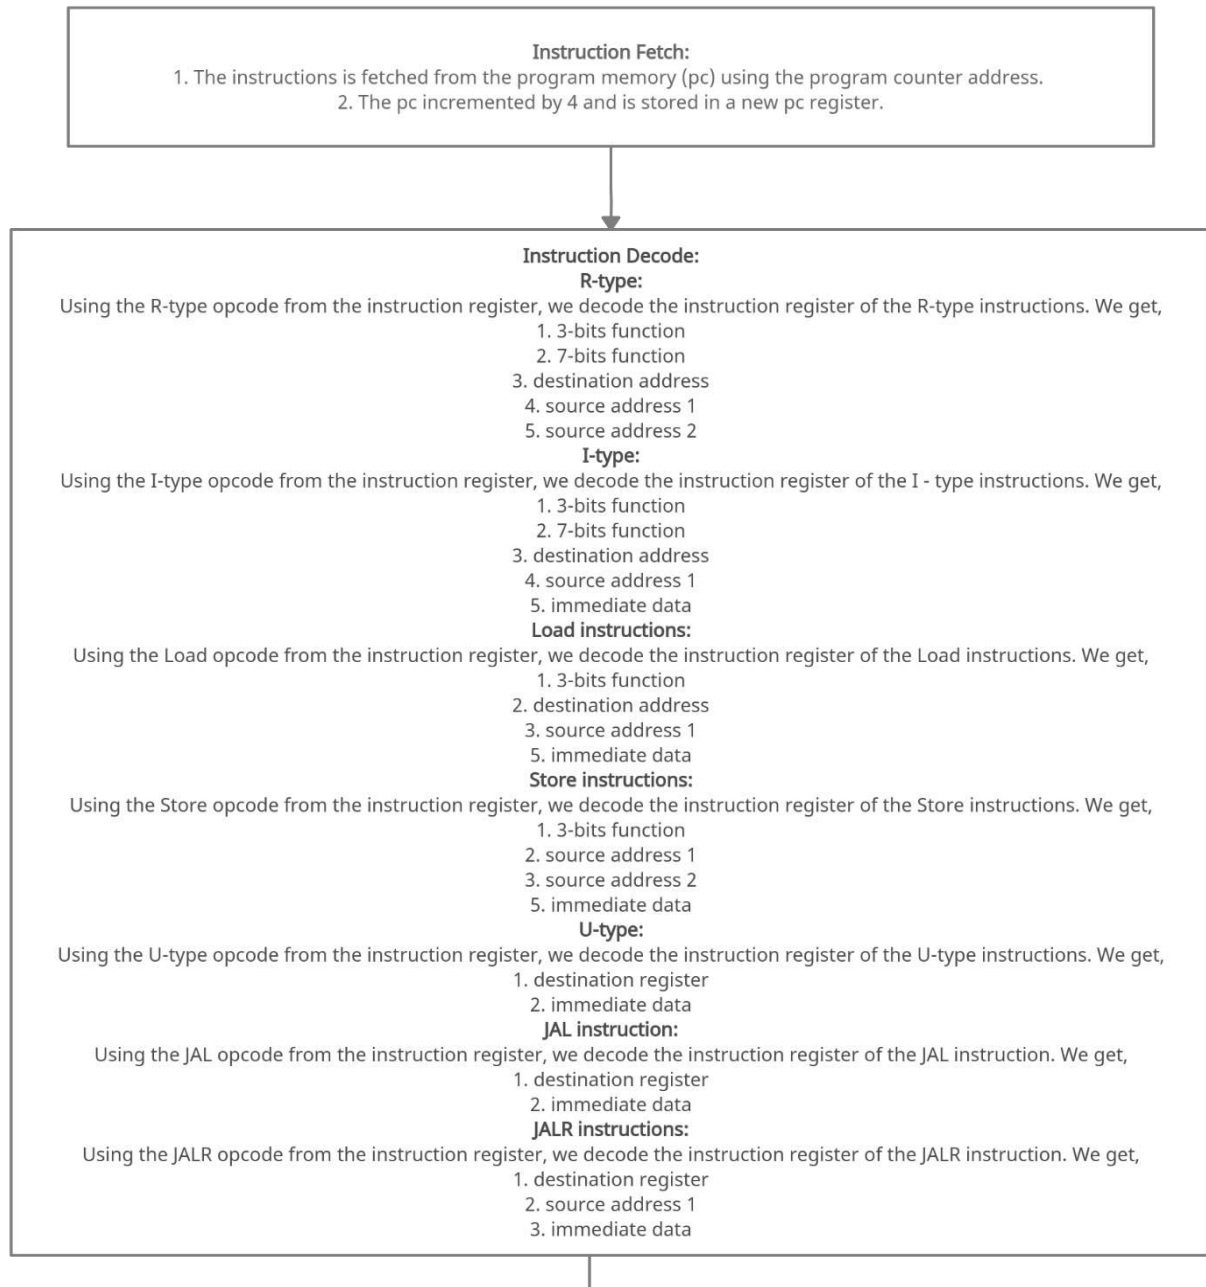 Instruction Fetch:
1. The instructions is fetched from the program memory (pc) using the program counter address.
2. The pc incremented by 4 and is stored in a new pc register.
Instruction Decode:
R-type:
Using the R-type opcode from the instruction register, we decode the instruction register of the R-type instructions. We get,
1. 3-bits function
2. 7-bits function
3. destination address
4. source address 1
5. source address 2
I-type:
Using the I-type opcode from the instruction register, we decode the instruction register of the I - type instructions. We get,
1. 3-bits function
2. 7-bits function
3. destination address
4. source address 1
5. immediate data
Load instructions:
Using the Load opcode from the instruction register, we decode the instruction register of the Load instructions. We get,
1. 3-bits function
2. destination address
3. source address 1
5. immediate data
Store instructions:
Using the Store opcode from the instruction register, we decode the instruction register of the Store instructions. We get,
1. 3-bits function
2. source address 1
3. source address 2
5. immediate data
U-type:
Using the U-type opcode from the instruction register, we decode the instruction register of the U-type instructions. We get,
1. destination register
2. immediate data
JAL instruction:
Using the JAL opcode from the instruction register, we decode the instruction register of the JAL instruction. We get,
1. destination register
2. immediate data
JALR instructions:
Using the JALR opcode from the instruction register, we decode the instruction register of the JALR instruction. We get,
1. destination register
2. source address 1
3. immediate data